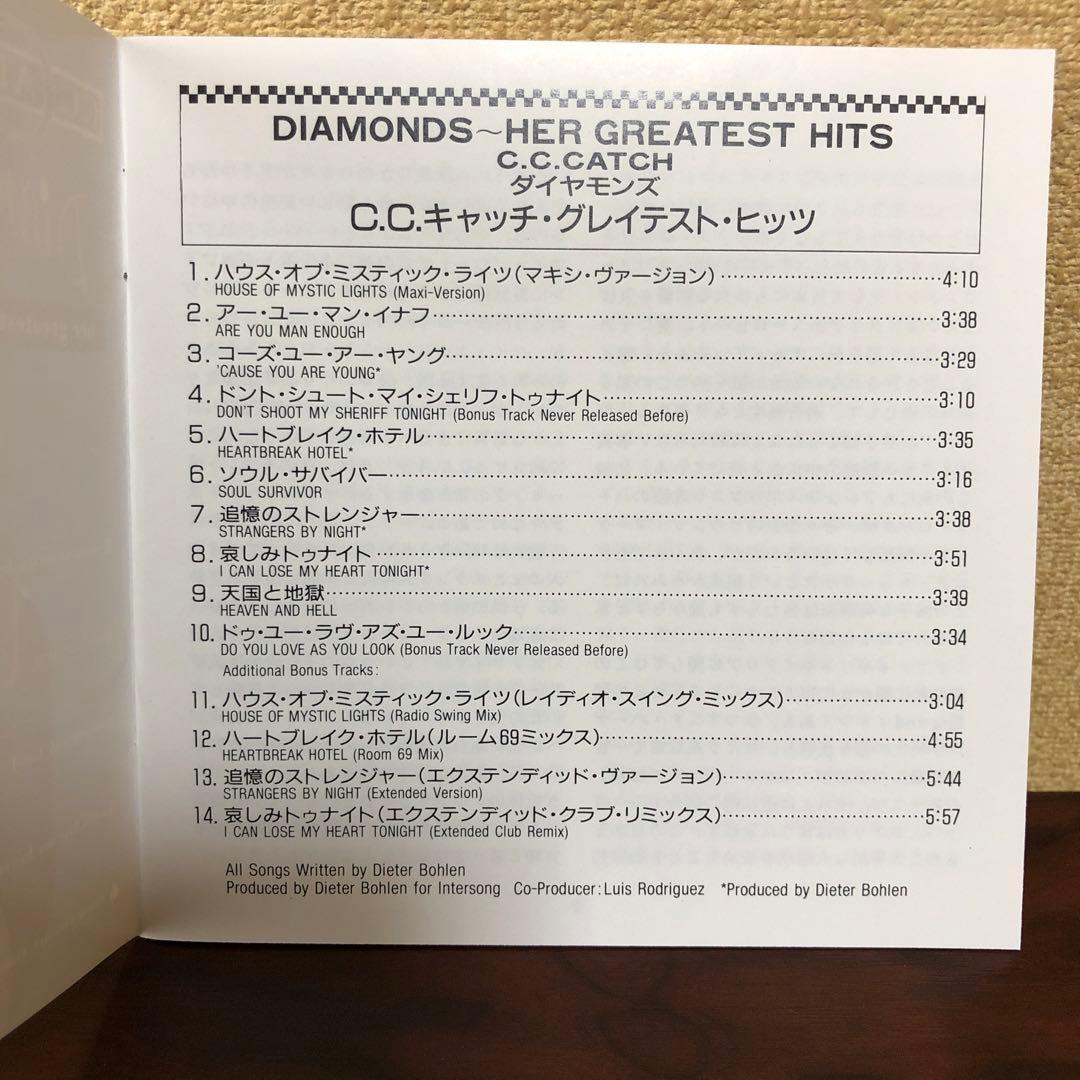 DIAMONDS～HER GREATEST HITS
C.C.CATCH
ダイヤモンズ
C.C.キャッチ・グレイテスト・ヒッツ
1. ハウス・オブ・ミスティック・ライツ（マキシ・ヴァージョン）…………4:10
HOUSE OF MYSTIC LIGHTS (Maxi-Version)
2. アー・ユー・マン・イナフ…………3:38
ARE YOU MAN ENOUGH
3. コーズ・ユー・アー・ヤング…………3:29
'CAUSE YOU ARE YOUNG*
4. ドント・シュート・マイ・シェリフ・トゥナイト…………3:10
DON'T SHOOT MY SHERIFF TONIGHT (Bonus Track Never Released Before)
5. ハートブレイク・ホテル…………3:35
HEARTBREAK HOTEL*
6. ソウル・サバイバー…………3:16
SOUL SURVIVOR
7. 追憶のストレンジャー…………3:38
STRANGERS BY NIGHT*
8. 哀しみトゥナイト…………3:51
I CAN LOSE MY HEART TONIGHT*
9. 天国と地獄…………3:39
HEAVEN AND HELL
10. ドゥ・ユー・ラヴ・アズ・ユー・ルック…………3:34
DO YOU LOVE AS YOU LOOK (Bonus Track Never Released Before)
Additional Bonus Tracks:
11. ハウス・オブ・ミスティック・ライツ（レイディオ・スイング・ミックス）…………3:04
HOUSE OF MYSTIC LIGHTS (Radio Swing Mix)
12. ハートブレイク・ホテル（ルーム69ミックス）…………4:55
HEARTBREAK HOTEL (Room 69 Mix)
13. 追憶のストレンジャー（エクステンディッド・ヴァージョン）…………5:44
STRANGERS BY NIGHT (Extended Version)
14. 哀しみトゥナイト（エクステンディッド・クラブ・リミックス）…………5:57
I CAN LOSE MY HEART TONIGHT (Extended Club Remix)
All Songs Written by Dieter Bohlen
Produced by Dieter Bohlen for Intersong Co-Producer: Luis Rodriguez *Produced by Dieter Bohlen